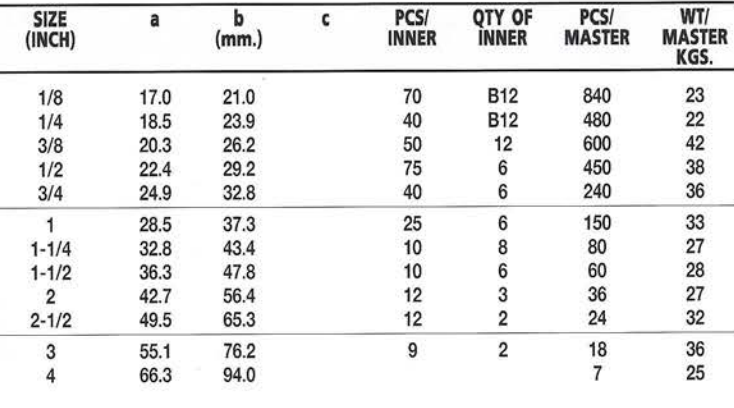 SIZE (INCH) a b (mm.) c PCS/ INNER QTY OF INNER PCS/ MASTER WT/ MASTER KGS.
1/8 17.0 21.0 70 B12 840 23
1/4 18.5 23.9 40 B12 480 22
3/8 20.3 26.2 50 12 600 42
1/2 22.4 29.2 75 6 450 38
3/4 24.9 32.8 40 6 240 36
1 28.5 37.3 25 6 150 33
1-1/4 32.8 43.4 10 8 80 27
1-1/2 36.3 47.8 10 6 60 28
2 42.7 56.4 12 3 36 27
2-1/2 49.5 65.3 12 2 24 32
3 55.1 76.2 9 2 18 36
4 66.3 94.0 7 25